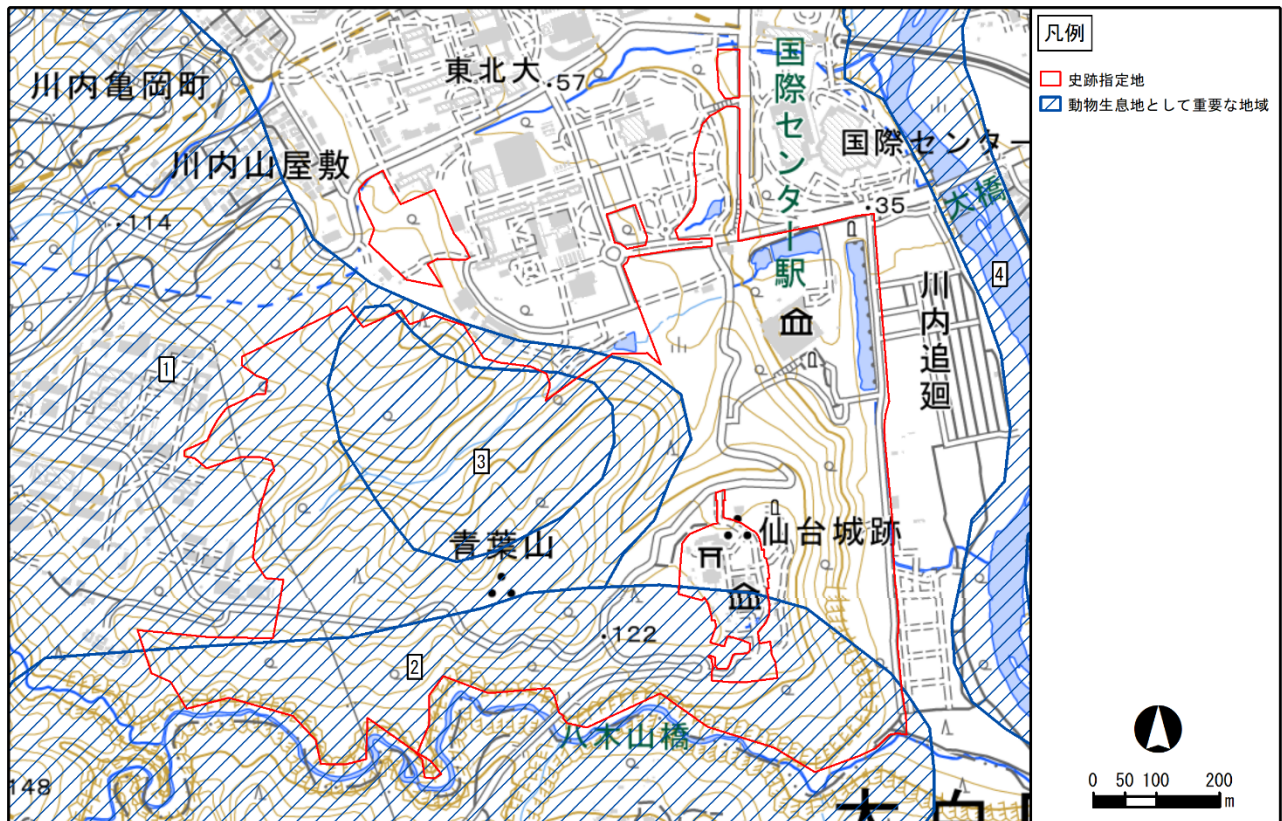 川内亀岡町
東北大
・57
国際センター駅
川内山屋敷
国際センター
・35
大橋
・114
川内追廻
1
2
3
4
青葉山
仙台城跡
・122
八木山橋
148
凡例
史跡指定地
動物生息地として重要な地域
0 50 100 200
m